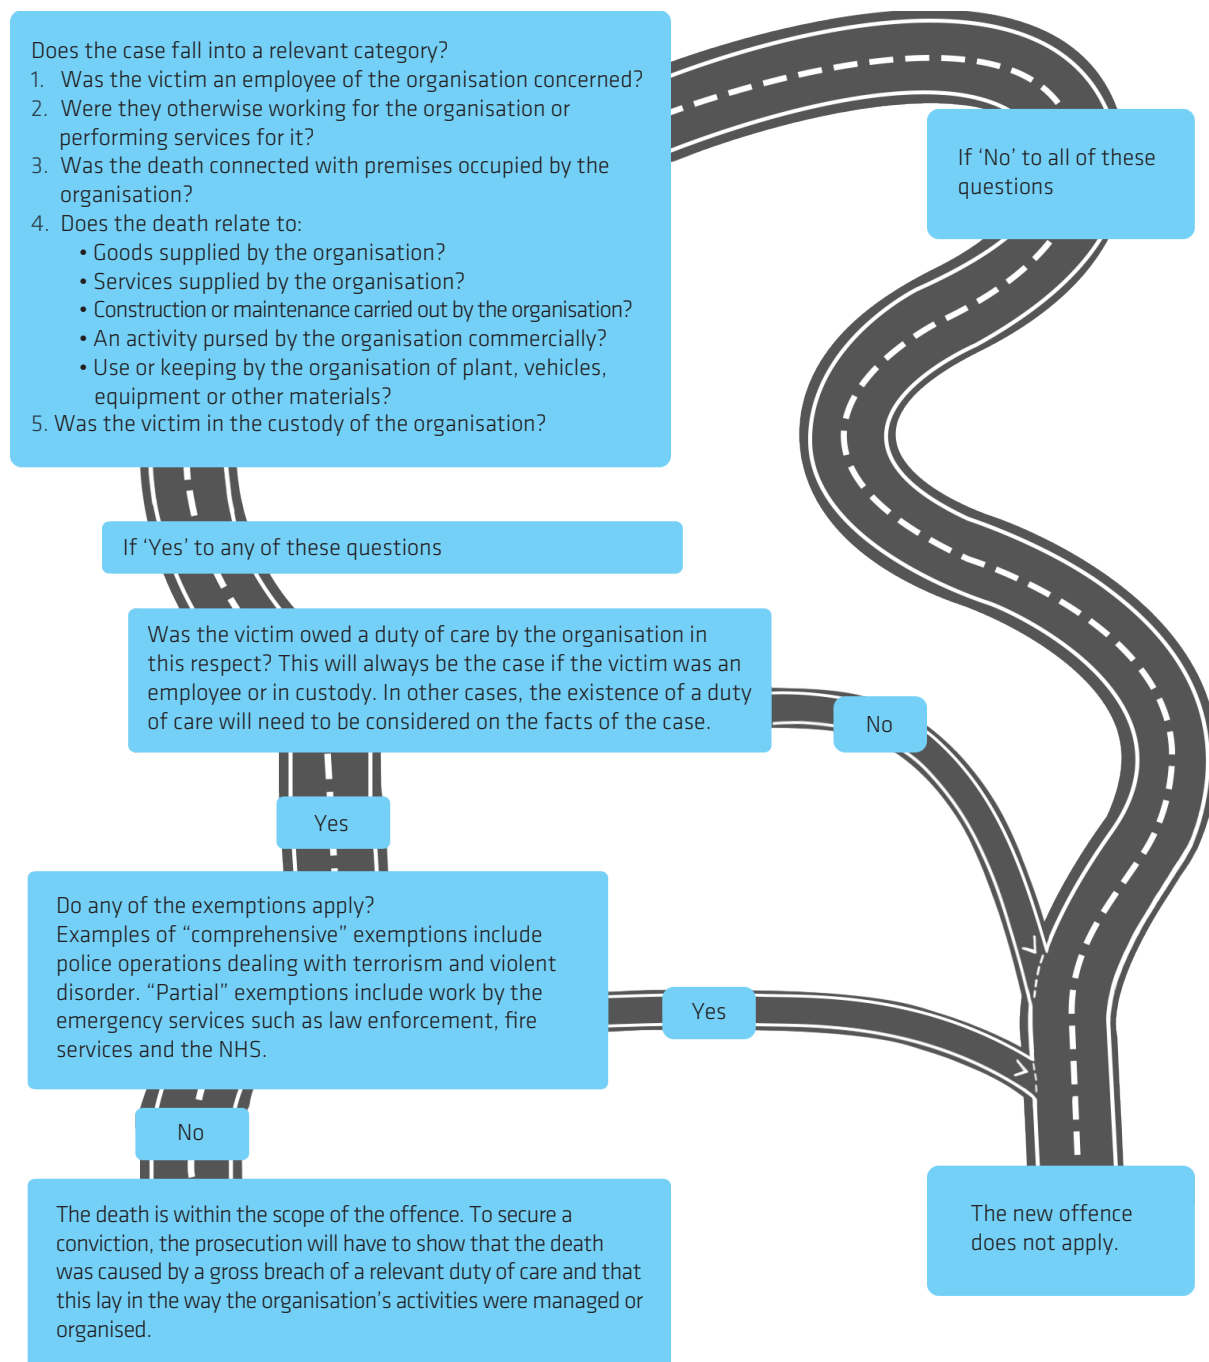 Does the case fall into a relevant category?
1. Was the victim an employee of the organisation concerned?
2. Were they otherwise working for the organisation or
performing services for it?
3. Was the death connected with premises occupied by the
organisation?
4. Does the death relate to:
• Goods supplied by the organisation?
• Services supplied by the organisation?
• Construction or maintenance carried out by the organisation?
• An activity pursed by the organisation commercially?
• Use or keeping by the organisation of plant, vehicles,
equipment or other materials?
5. Was the victim in the custody of the organisation?
If ‘No’ to all of these
questions
If ‘Yes’ to any of these questions
Was the victim owed a duty of care by the organisation in
this respect? This will always be the case if the victim was an
employee or in custody. In other cases, the existence of a duty
of care will need to be considered on the facts of the case.
No
Yes
Do any of the exemptions apply?
Examples of “comprehensive” exemptions include
police operations dealing with terrorism and violent
disorder. “Partial” exemptions include work by the
emergency services such as law enforcement, fire
services and the NHS.
Yes
No
The death is within the scope of the offence. To secure a
conviction, the prosecution will have to show that the death
was caused by a gross breach of a relevant duty of care and that
this lay in the way the organisation’s activities were managed or
organised.
The new offence
does not apply.